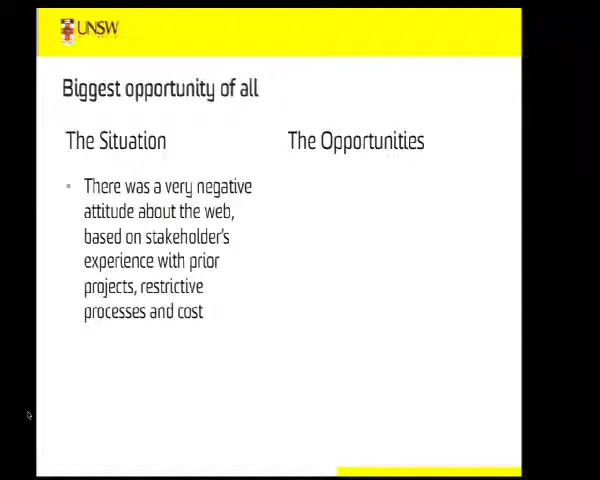 UNSW
Biggest opportunity of all
The Situation
The Opportunities
There was a very negative
attitude about the web,
based on stakeholder's
experience with prior
projects, restrictive
processes and cost